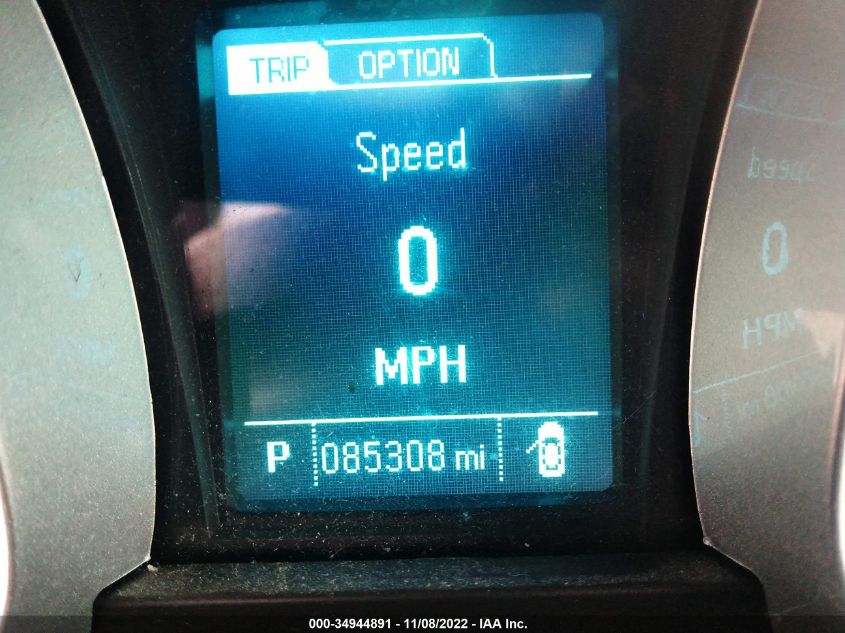 TRIP OPTION
Speed
0
MPH
P 085308 mi
000-34944891 - 11/08/2022 - IAA Inc.